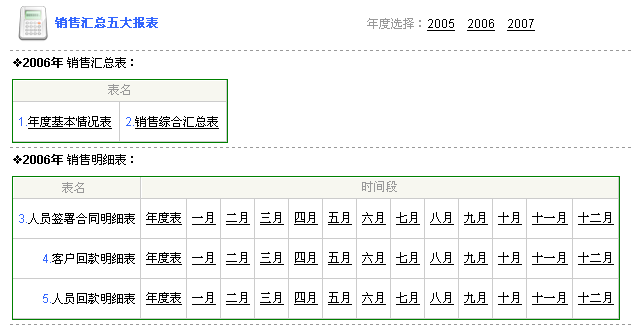 销售汇总五大报表 年度选择：2005 2006 2007
❖2006年 销售汇总表：
表名
1.年度基本情况表 2.销售综合汇总表
❖2006年 销售明细表：
表名 时间段
3.人员签署合同明细表 年度表 一月 二月 三月 四月 五月 六月 七月 八月 九月 十月 十一月 十二月
4.客户回款明细表 年度表 一月 二月 三月 四月 五月 六月 七月 八月 九月 十月 十一月 十二月
5.人员回款明细表 年度表 一月 二月 三月 四月 五月 六月 七月 八月 九月 十月 十一月 十二月